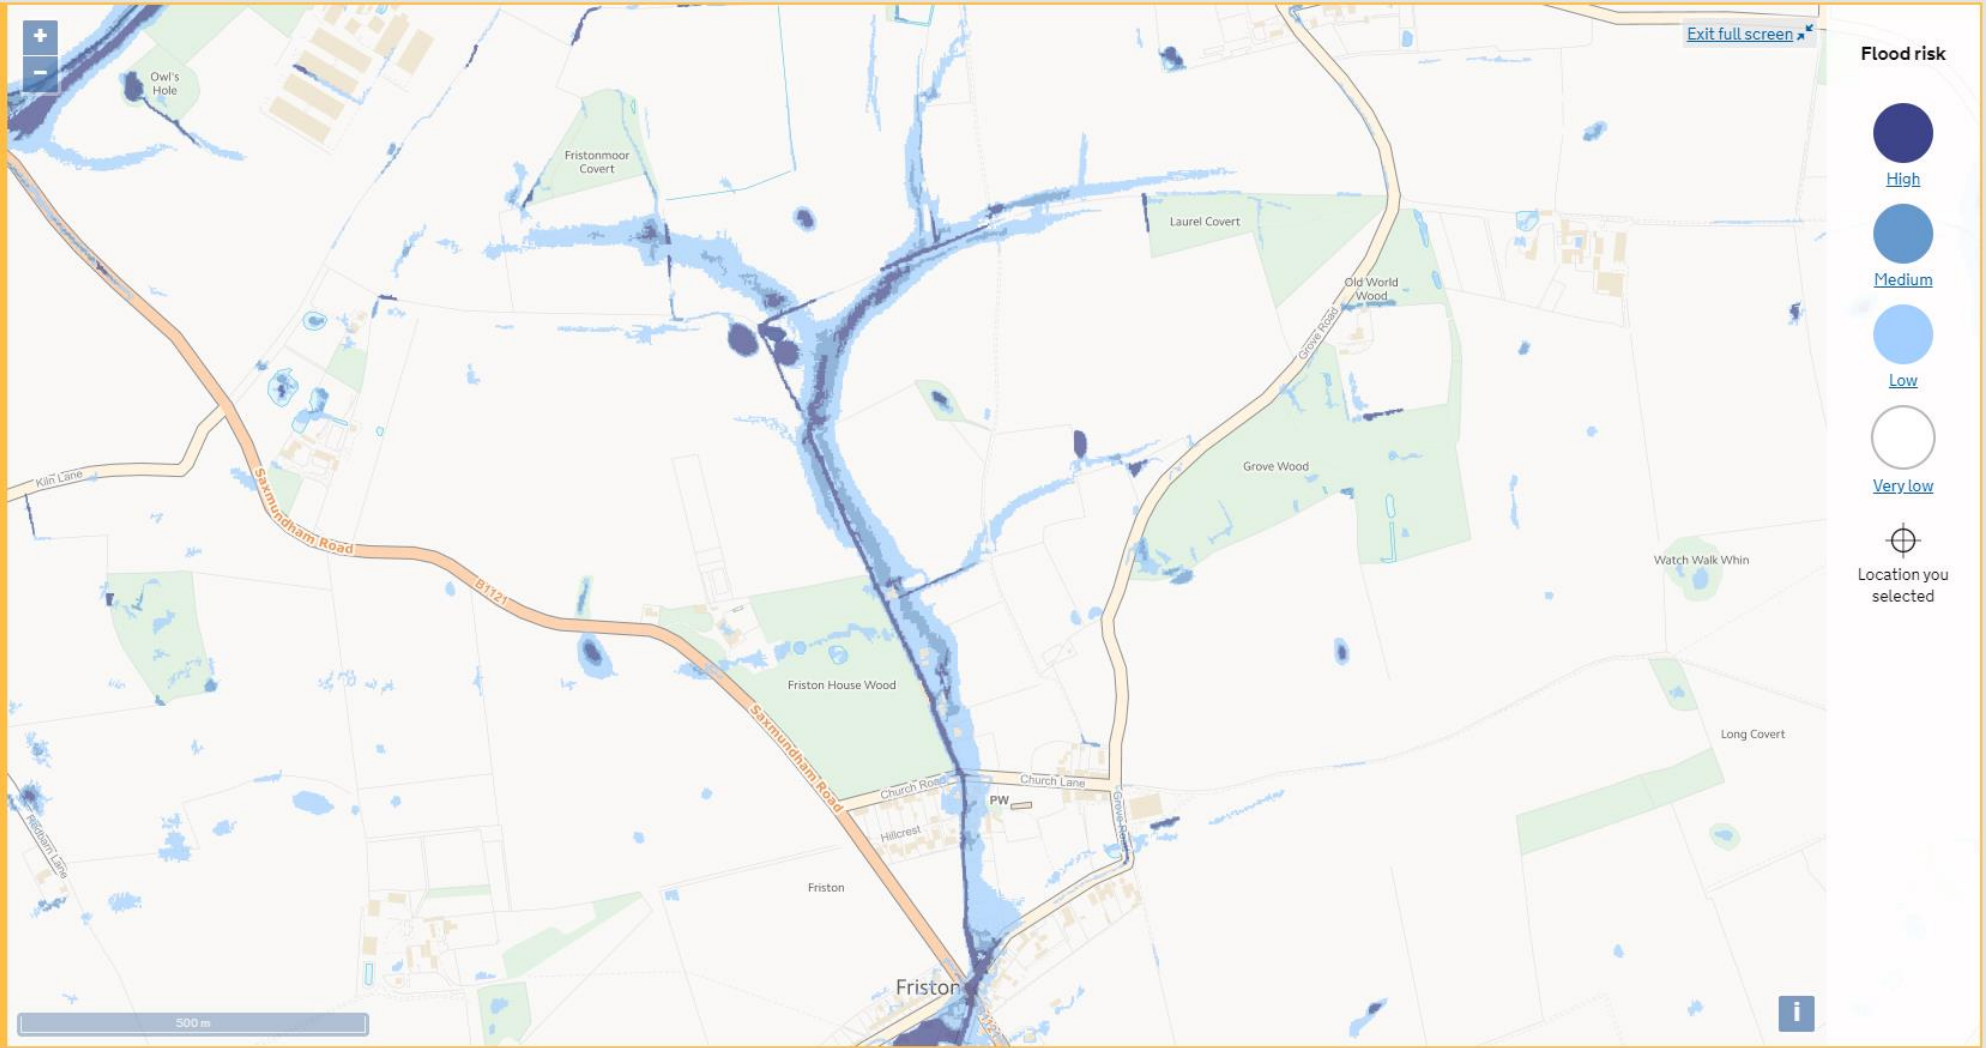 +
−
Exit full screen
Flood risk
High
Medium
Low
Very low
Location you
selected
Owl's
Hole
Fristonmoor
Covert
Laurel Covert
Old World
Wood
Grove Road
Grove Wood
Kiln Lane
Saxmundham Road
B1121
Watch Walk Whin
Friston House Wood
Saxmundham Road
Long Covert
Church Road
Church Lane
PW
Grove Road
Hillcrest
Redbarn Lane
Friston
Friston
500 m
i